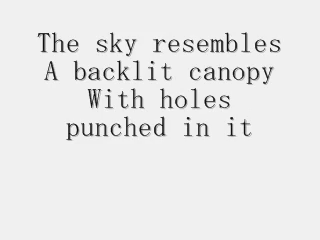 The sky resembles
A backlit canopy
With holes
punched in it